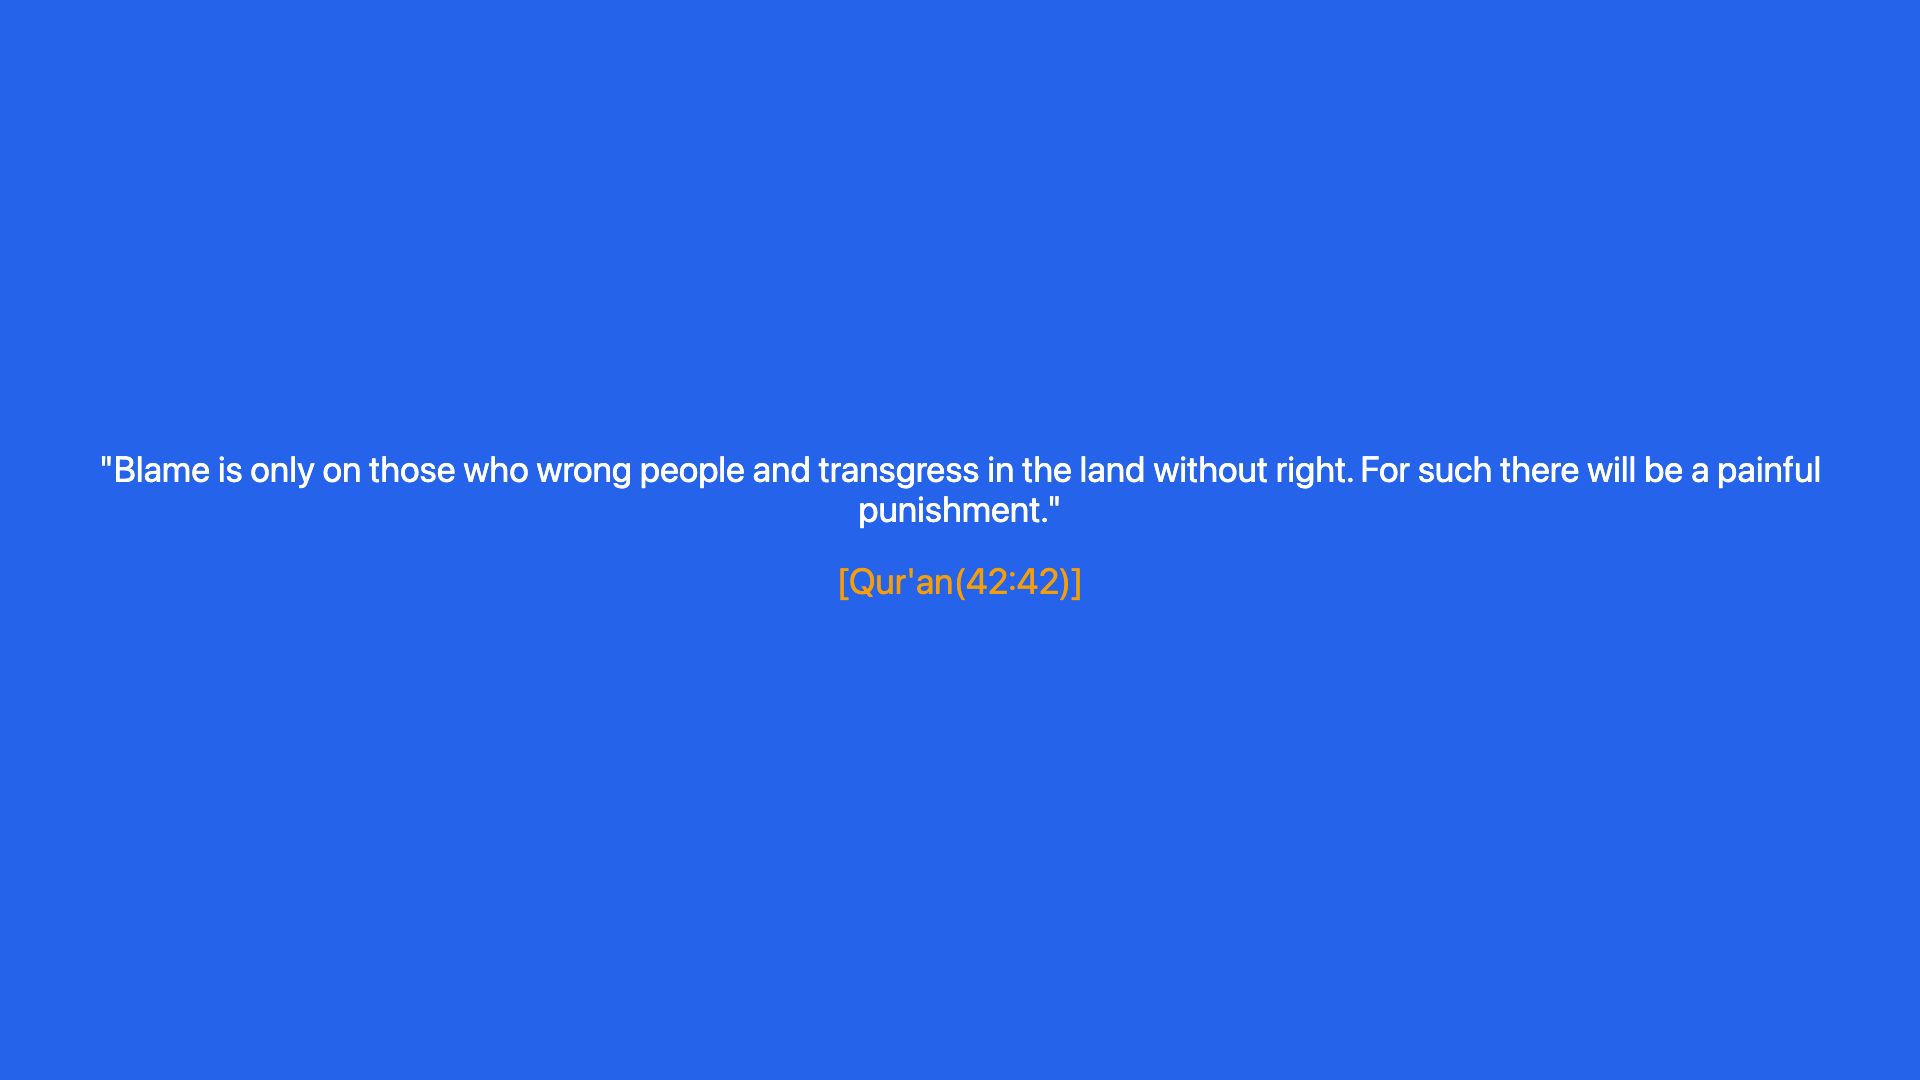 "Blame is only on those who wrong people and transgress in the land without right. For such there will be a painful
punishment."
[Qur'an(42:42)]